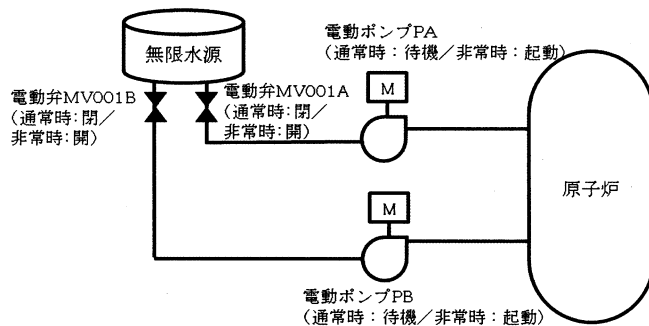 電動ポンプPA
(通常時：待機／非常時：起動)
無限水源
電動弁MV001B
(通常時:閉／
非常時:開)
電動弁MV001A
(通常時:閉／
非常時:開)
M
原子炉
M
電動ポンプPB
(通常時：待機／非常時：起動)